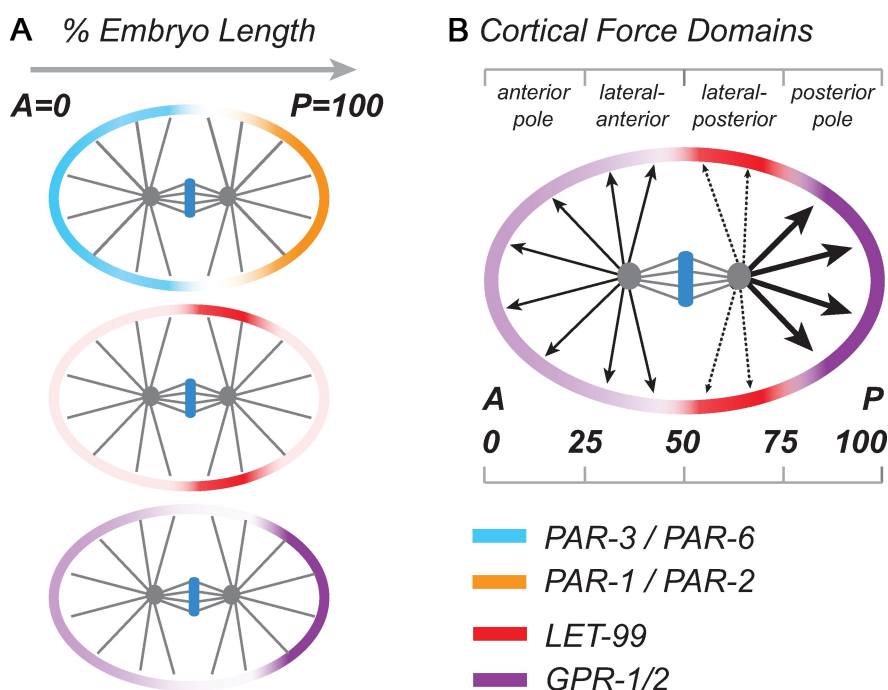 A % Embryo Length
A=0 P=100
B Cortical Force Domains
anterior pole
lateral-anterior
lateral-posterior
posterior pole
A P
0 25 50 75 100
PAR-3 / PAR-6
PAR-1 / PAR-2
LET-99
GPR-1/2